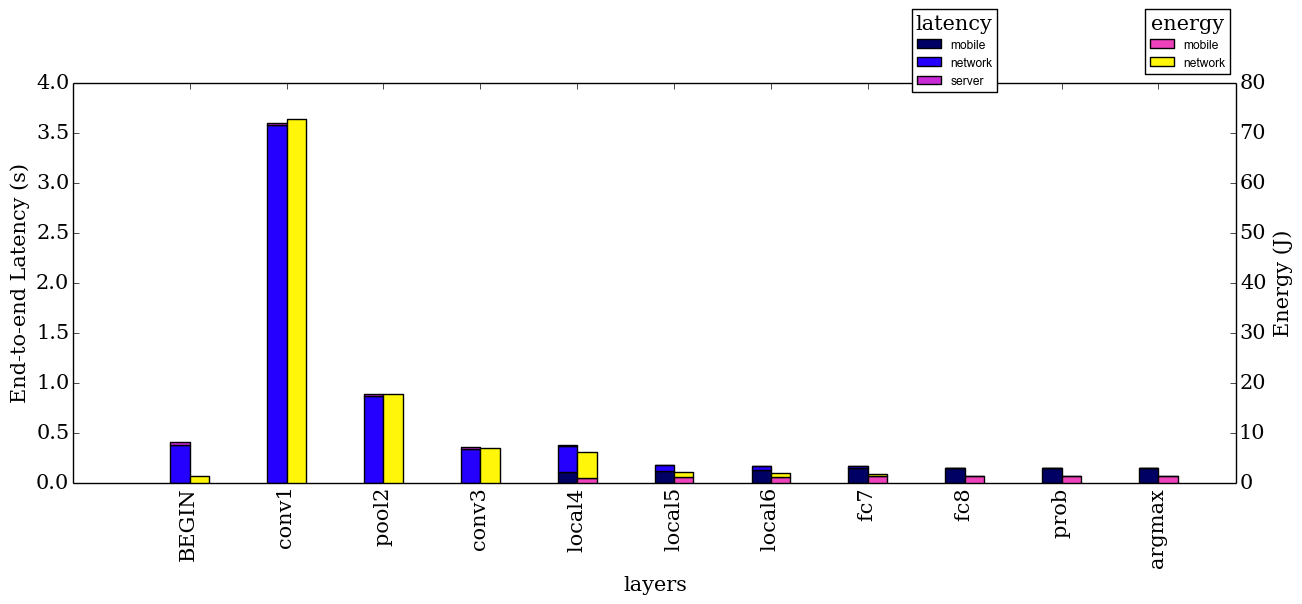 latency
mobile
network
server
energy
mobile
network
End-to-end Latency (s)
4.0
3.5
3.0
2.5
2.0
1.5
1.0
0.5
0.0
80
70
60
50
40
30
20
10
0
Energy (J)
BEGIN
conv1
pool2
conv3
local4
local5
local6
fc7
fc8
prob
argmax
layers